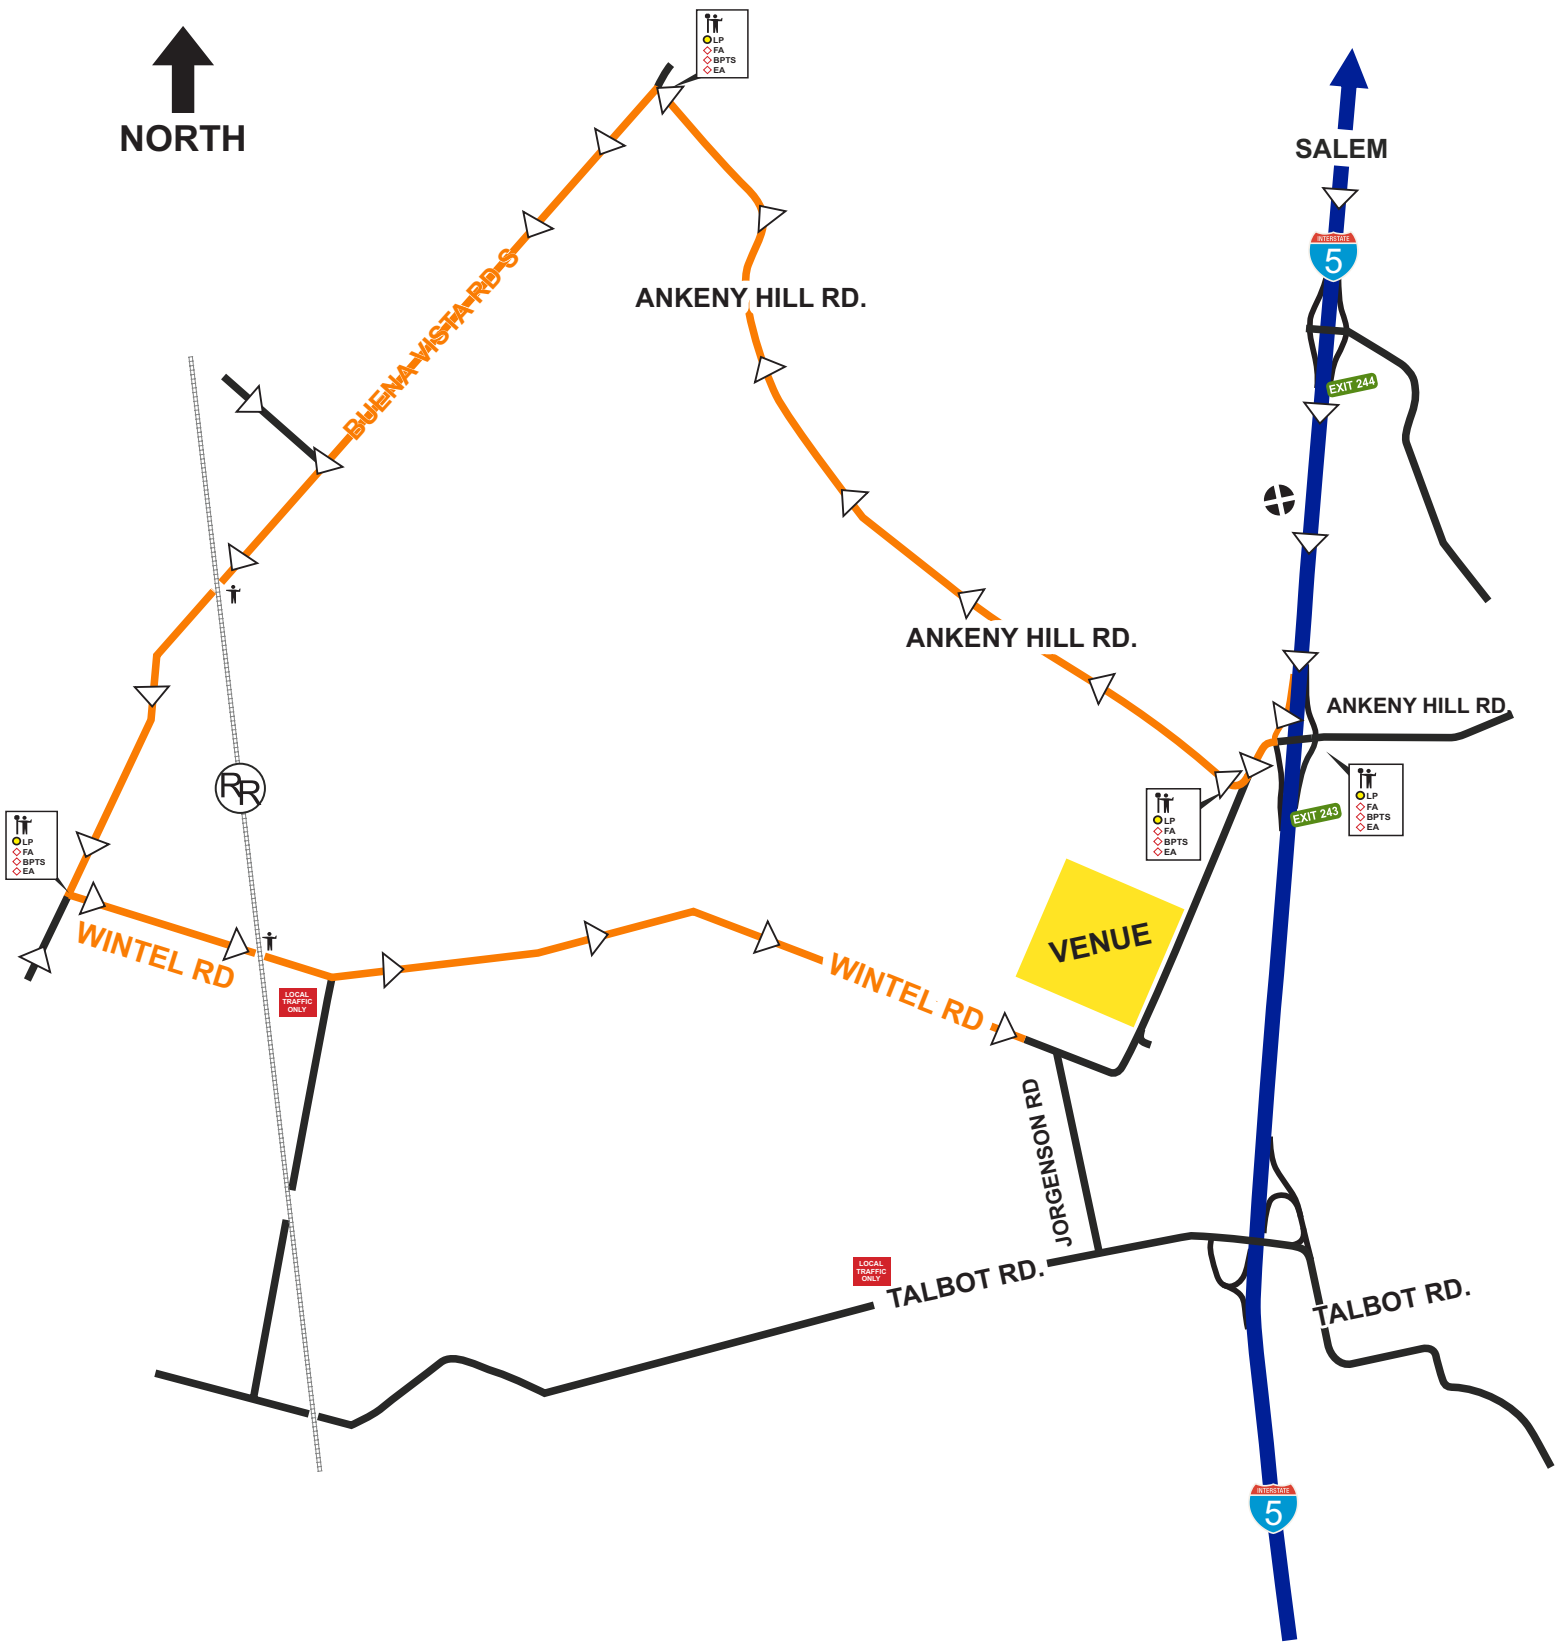 LP
FA
BPTS
EA
NORTH
SALEM
INTERSTATE
5
BUENA VISTA RD S
ANKENY HILL RD.
EXIT 244
ANKENY HILL RD.
ANKENY HILL RD.
RR
LP
FA
BPTS
EA
LP
FA
BPTS
EA
EXIT 243
LP
FA
BPTS
EA
WINTEL RD
VENUE
WINTEL RD
LOCAL
TRAFFIC
ONLY
JORGENSON RD
LOCAL
TRAFFIC
ONLY
TALBOT RD.
TALBOT RD.
INTERSTATE
5